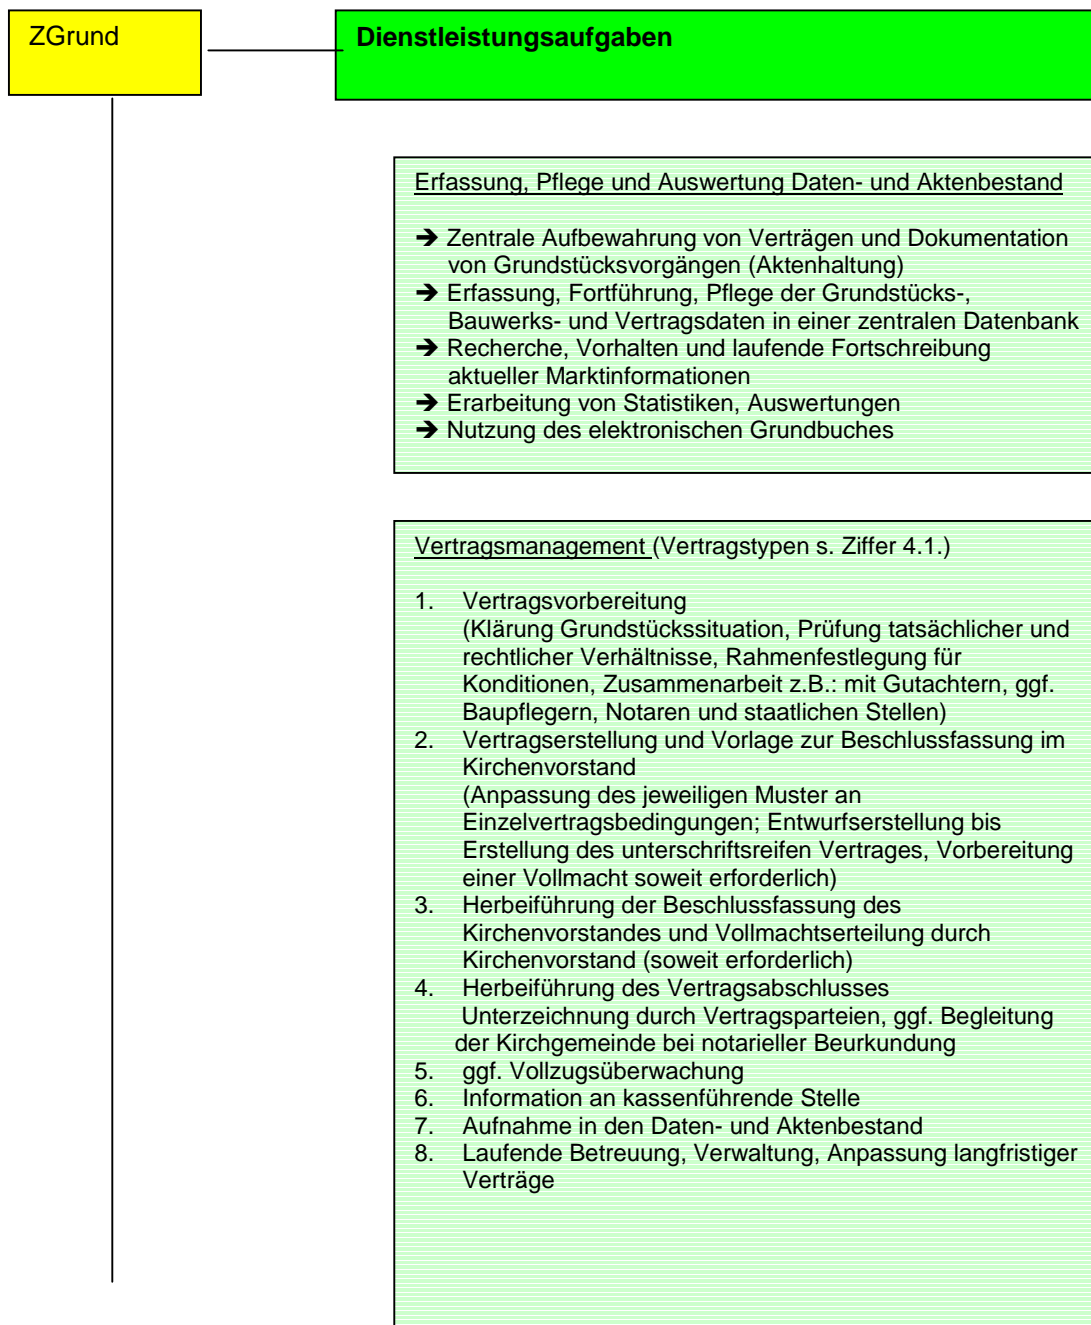 ZGrund
Dienstleistungsaufgaben
Erfassung, Pflege und Auswertung Daten- und Aktenbestand
➔ Zentrale Aufbewahrung von Verträgen und Dokumentation
von Grundstücksvorgängen (Aktenhaltung)
➔ Erfassung, Fortführung, Pflege der Grundstücks-,
Bauwerks- und Vertragsdaten in einer zentralen Datenbank
➔ Recherche, Vorhalten und laufende Fortschreibung
aktueller Marktinformationen
➔ Erarbeitung von Statistiken, Auswertungen
➔ Nutzung des elektronischen Grundbuches
Vertragsmanagement (Vertragstypen s. Ziffer 4.1.)
1. Vertragsvorbereitung
(Klärung Grundstückssituation, Prüfung tatsächlicher und
rechtlicher Verhältnisse, Rahmenfestlegung für
Konditionen, Zusammenarbeit z.B.: mit Gutachtern, ggf.
Baupflegern, Notaren und staatlichen Stellen)
2. Vertragserstellung und Vorlage zur Beschlussfassung im
Kirchenvorstand
(Anpassung des jeweiligen Muster an
Einzelvertragsbedingungen; Entwurfserstellung bis
Erstellung des unterschriftsreifen Vertrages, Vorbereitung
einer Vollmacht soweit erforderlich)
3. Herbeiführung der Beschlussfassung des
Kirchenvorstandes und Vollmachtserteilung durch
Kirchenvorstand (soweit erforderlich)
4. Herbeiführung des Vertragsabschlusses
Unterzeichnung durch Vertragsparteien, ggf. Begleitung
der Kirchgemeinde bei notarieller Beurkundung
5. ggf. Vollzugsüberwachung
6. Information an kassenführende Stelle
7. Aufnahme in den Daten- und Aktenbestand
8. Laufende Betreuung, Verwaltung, Anpassung langfristiger
Verträge